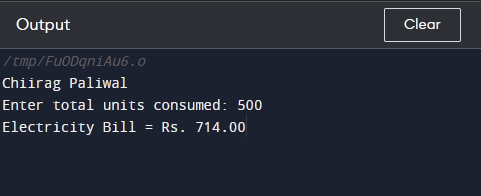 Output
Clear
/tmp/FuODqniAu6.o
Chiirag Paliwal
Enter total units consumed: 500
Electricity Bill = Rs. 714.00